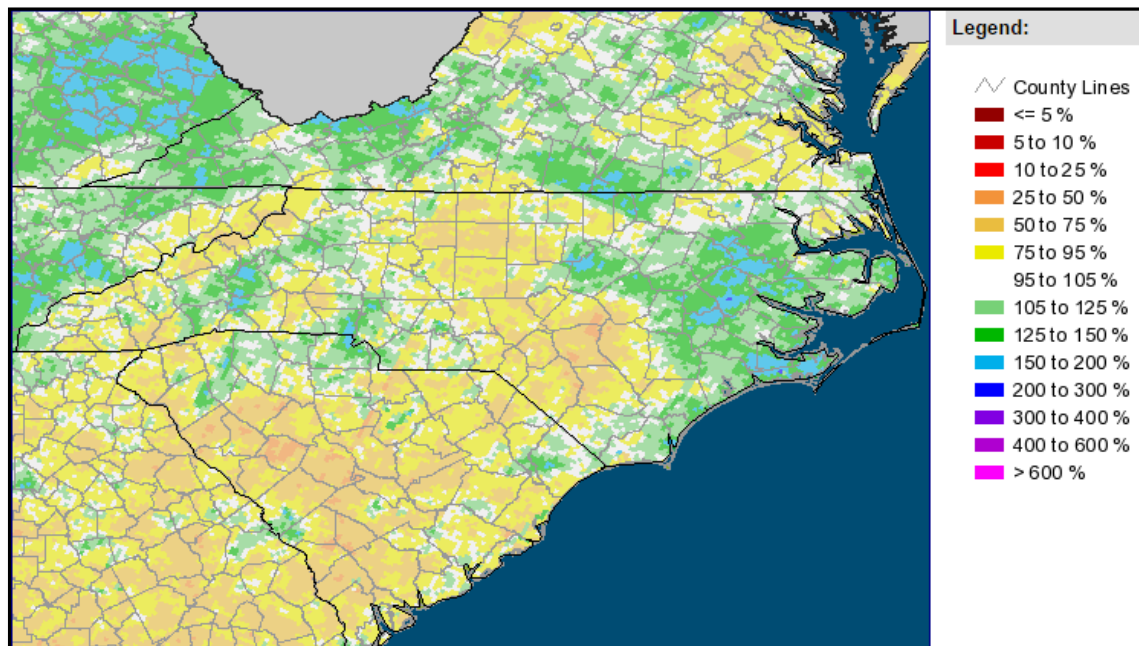 Legend:
County Lines
<= 5 %
5 to 10 %
10 to 25 %
25 to 50 %
50 to 75 %
75 to 95 %
95 to 105 %
105 to 125 %
125 to 150 %
150 to 200 %
200 to 300 %
300 to 400 %
400 to 600 %
> 600 %